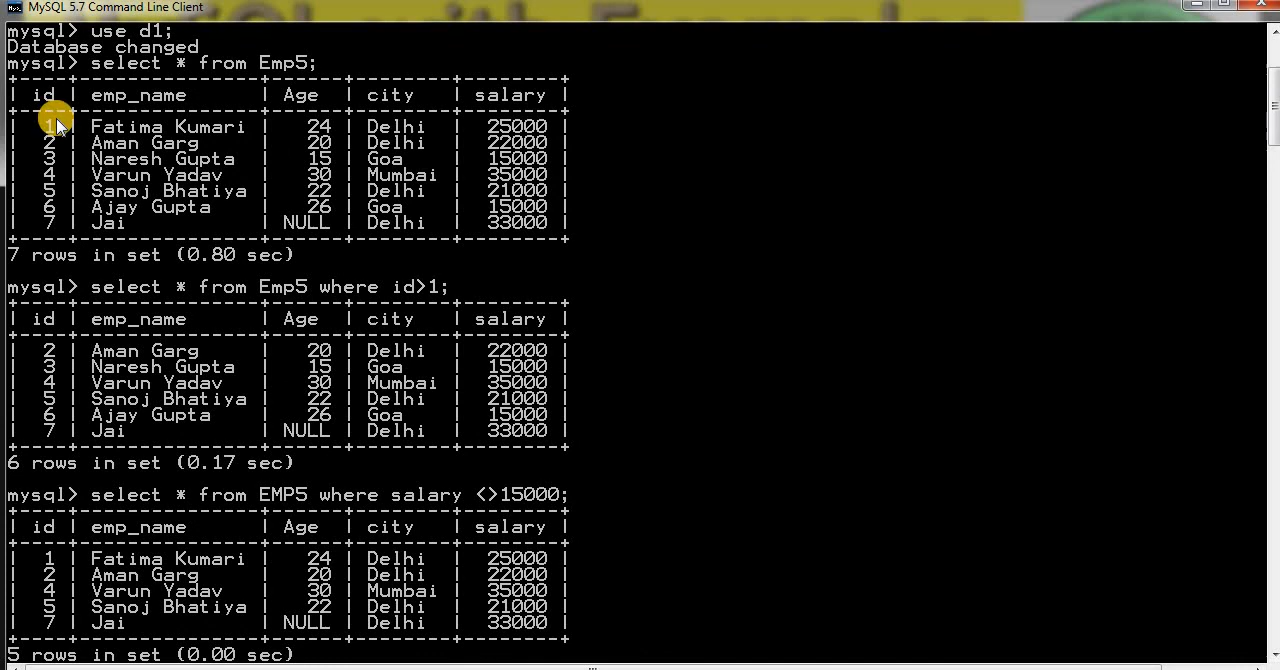 MySQL 5.7 Command Line Client
mysql> use d1;
Database changed
mysql> select * from Emp5;
+----+--------------+------+--------+--------+
| id | emp_name | Age | city | salary |
+----+--------------+------+--------+--------+
| 1 | Fatima Kumari | 24 | Delhi | 25000 |
| 2 | Aman Garg | 20 | Delhi | 22000 |
| 3 | Naresh Gupta | 15 | Goa | 15000 |
| 4 | Varun Yadav | 30 | Mumbai | 35000 |
| 5 | Sanoj Bhatiya | 22 | Delhi | 21000 |
| 6 | Ajay Gupta | 26 | Goa | 15000 |
| 7 | Jai | NULL | Delhi | 33000 |
+----+--------------+------+--------+--------+
7 rows in set (0.80 sec)
mysql> select * from Emp5 where id>1;
+----+--------------+------+--------+--------+
| id | emp_name | Age | city | salary |
+----+--------------+------+--------+--------+
| 2 | Aman Garg | 20 | Delhi | 22000 |
| 3 | Naresh Gupta | 15 | Goa | 15000 |
| 4 | Varun Yadav | 30 | Mumbai | 35000 |
| 5 | Sanoj Bhatiya | 22 | Delhi | 21000 |
| 6 | Ajay Gupta | 26 | Goa | 15000 |
| 7 | Jai | NULL | Delhi | 33000 |
+----+--------------+------+--------+--------+
6 rows in set (0.17 sec)
mysql> select * from EMP5 where salary <>15000;
+----+--------------+------+--------+--------+
| id | emp_name | Age | city | salary |
+----+--------------+------+--------+--------+
| 1 | Fatima Kumari | 24 | Delhi | 25000 |
| 2 | Aman Garg | 20 | Delhi | 22000 |
| 4 | Varun Yadav | 30 | Mumbai | 35000 |
| 5 | Sanoj Bhatiya | 22 | Delhi | 21000 |
| 7 | Jai | NULL | Delhi | 33000 |
+----+--------------+------+--------+--------+
5 rows in set (0.00 sec)